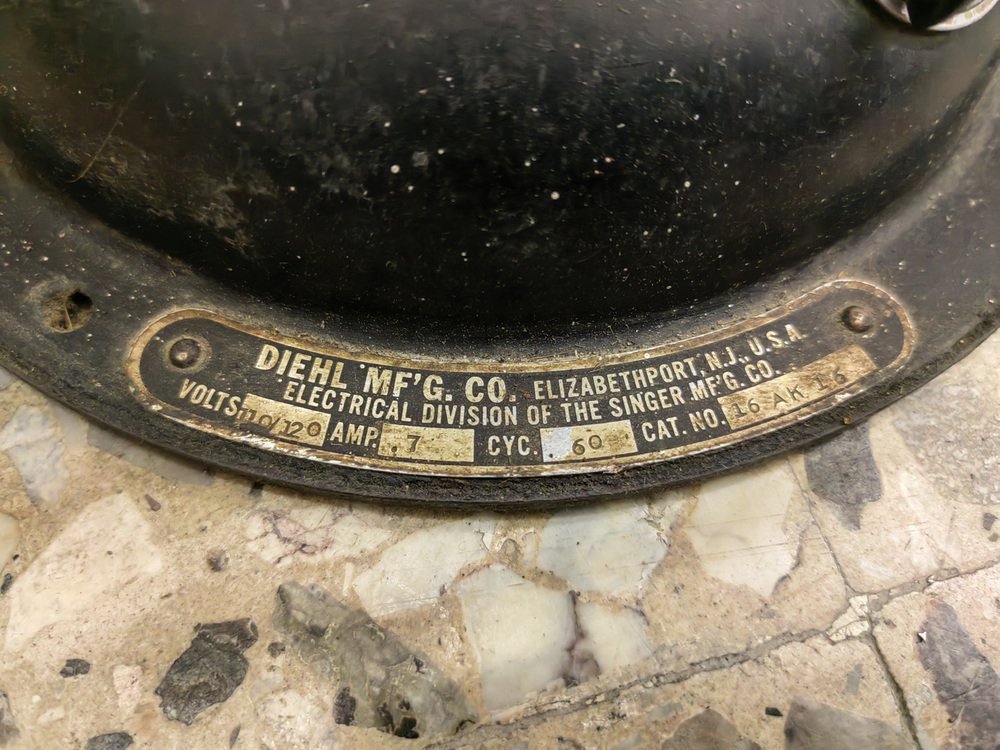 DIEHL MF'G. CO. ELIZABETHPORT, N.J., U.S.A
ELECTRICAL DIVISION OF THE SINGER MF'G. CO.
VOLTS 110/120 AMP. .7 CYC. 60 CAT. NO. 16 AK 16